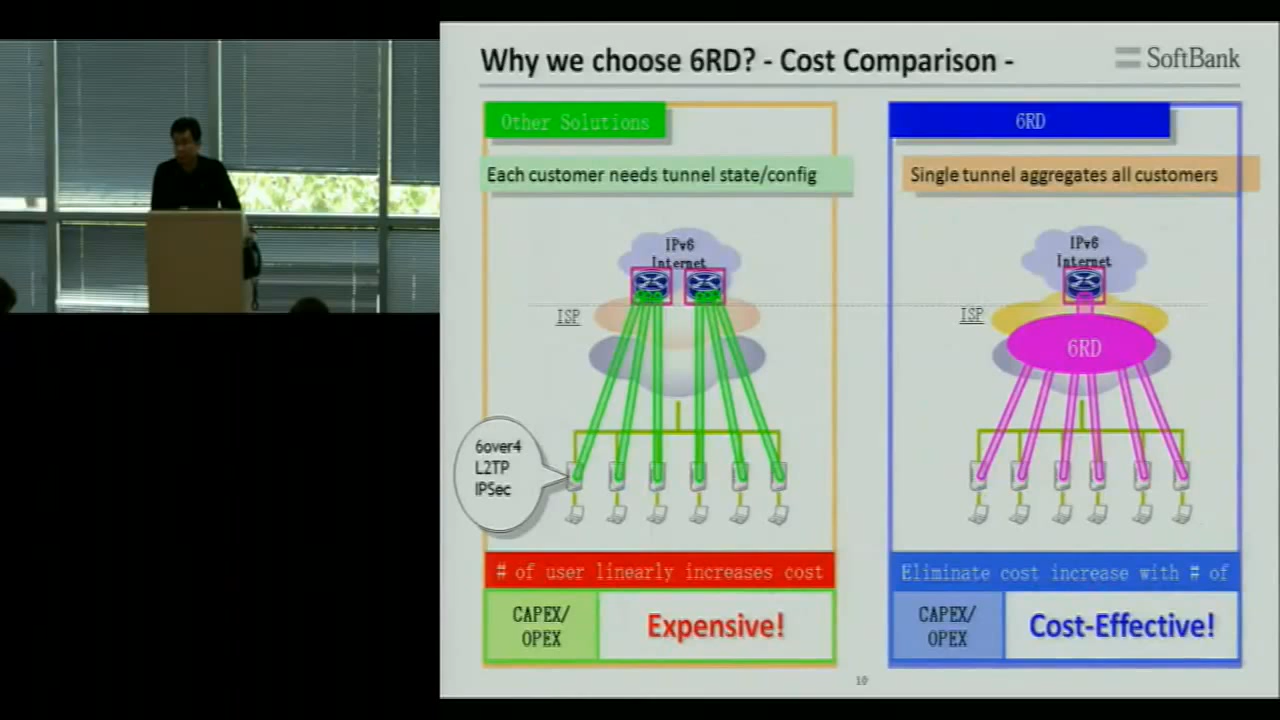 Why we choose 6RD? - Cost Comparison -
SoftBank
Other Solutions
Each customer needs tunnel state/config
IPv6
Internet
ISP
6over4
L2TP
IPSec
# of user linearly increases cost
CAPEX/
OPEX
Expensive!
6RD
Single tunnel aggregates all customers
IPv6
Internet
ISP
6RD
Eliminate cost increase with # of
CAPEX/
OPEX
Cost-Effective!
10